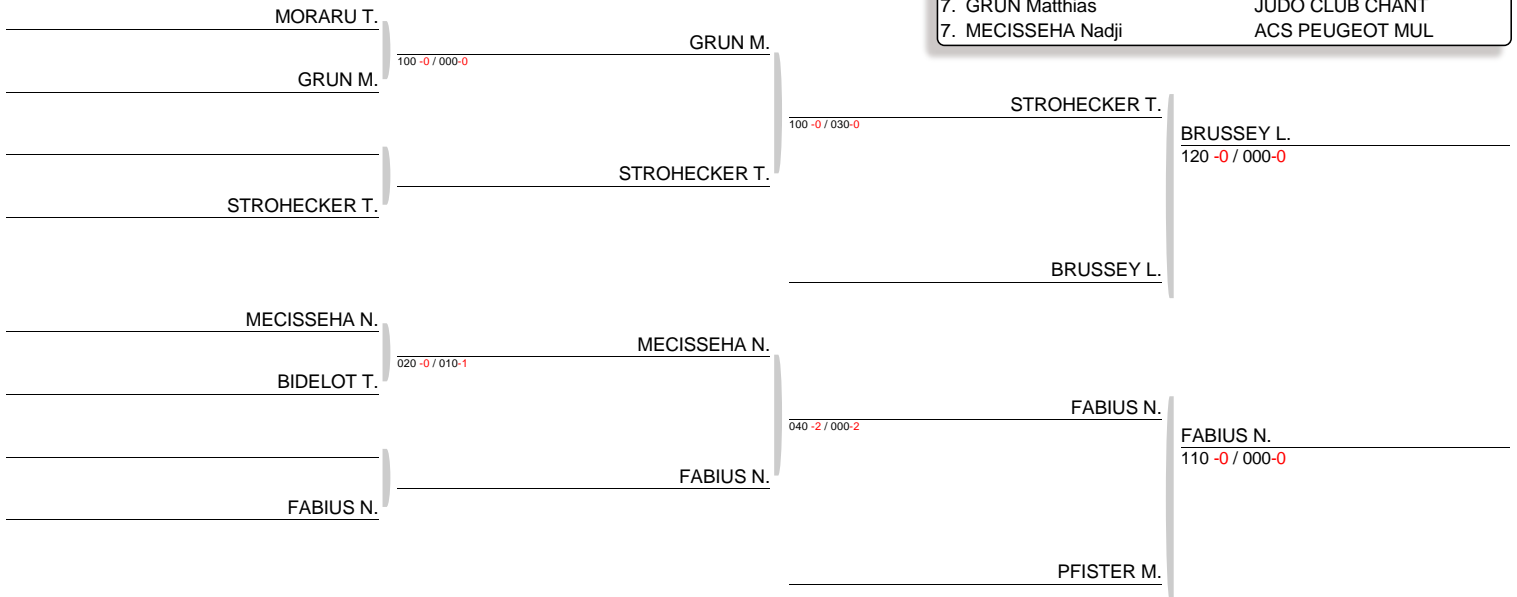 7. GRUN Matthias JUDO CLUB CHANT
7. MECISSEHA Nadji ACS PEUGEOT MUL
MORARU T.
GRUN M.
100 -0 / 000-0
GRUN M.
STROHECKER T.
100 -0 / 030-0
STROHECKER T.
BRUSSEY L.
120 -0 / 000-0
STROHECKER T.
BRUSSEY L.
MECISSEHA N.
020 -0 / 010-1
MECISSEHA N.
BIDELOT T.
FABIUS N.
040 -2 / 000-2
FABIUS N.
110 -0 / 000-0
FABIUS N.
FABIUS N.
PFISTER M.